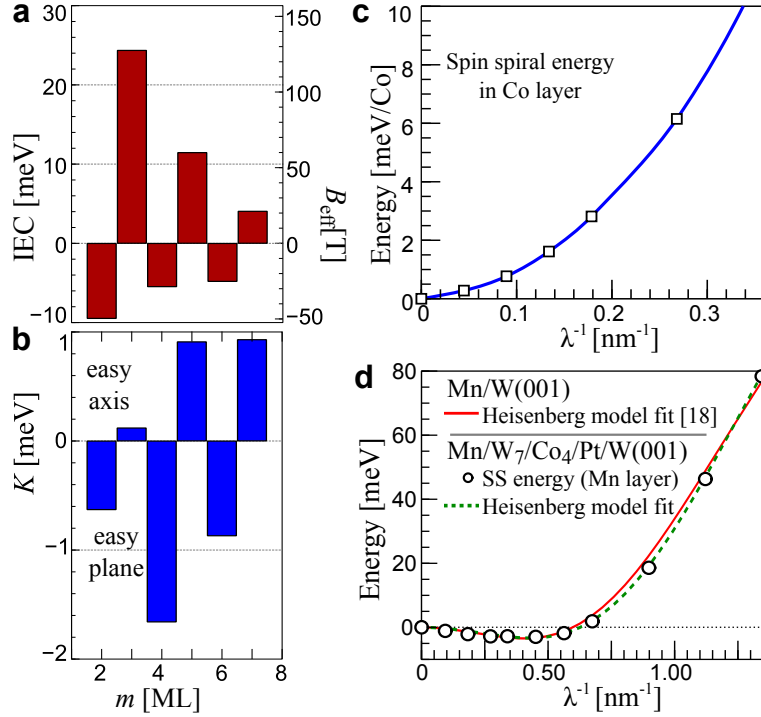 a
30
20
10
0
−10
IEC [meV]
150
100
50
0
−50
B_eff[T]
b
1
0
−1
−2
K [meV]
easy
axis
easy
plane
2
4
6
8
m [ML]
c
10
8
6
4
2
0
Energy [meV/Co]
Spin spiral energy
in Co layer
0
0.1
0.2
0.3
λ⁻¹ [nm⁻¹]
d
80
60
40
20
0
Energy [meV]
Mn/W(001)
Heisenberg model fit [18]
Mn/W₇/Co₄/Pt/W(001)
SS energy (Mn layer)
Heisenberg model fit
0
0.50
1.00
λ⁻¹ [nm⁻¹]